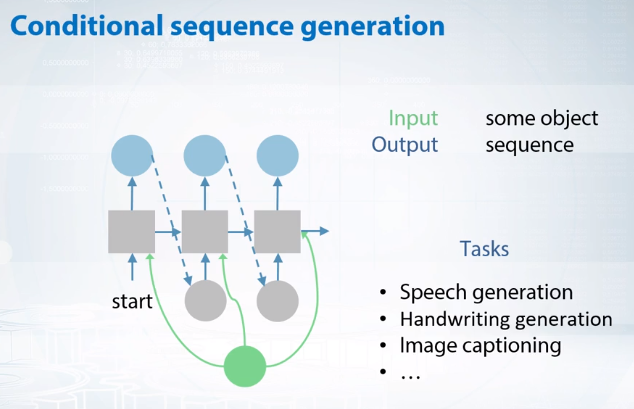 Conditional sequence generation
Input some object
Output sequence
start
Tasks
• Speech generation
• Handwriting generation
• Image captioning
• …